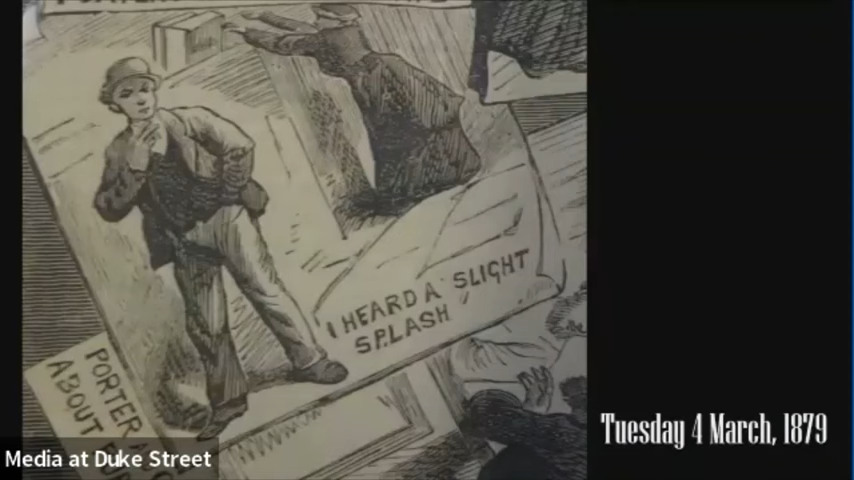 I HEARD A SLIGHT
SPLASH"
PORTER
ABOUT
Tuesday 4 March, 1879
Media at Duke Street